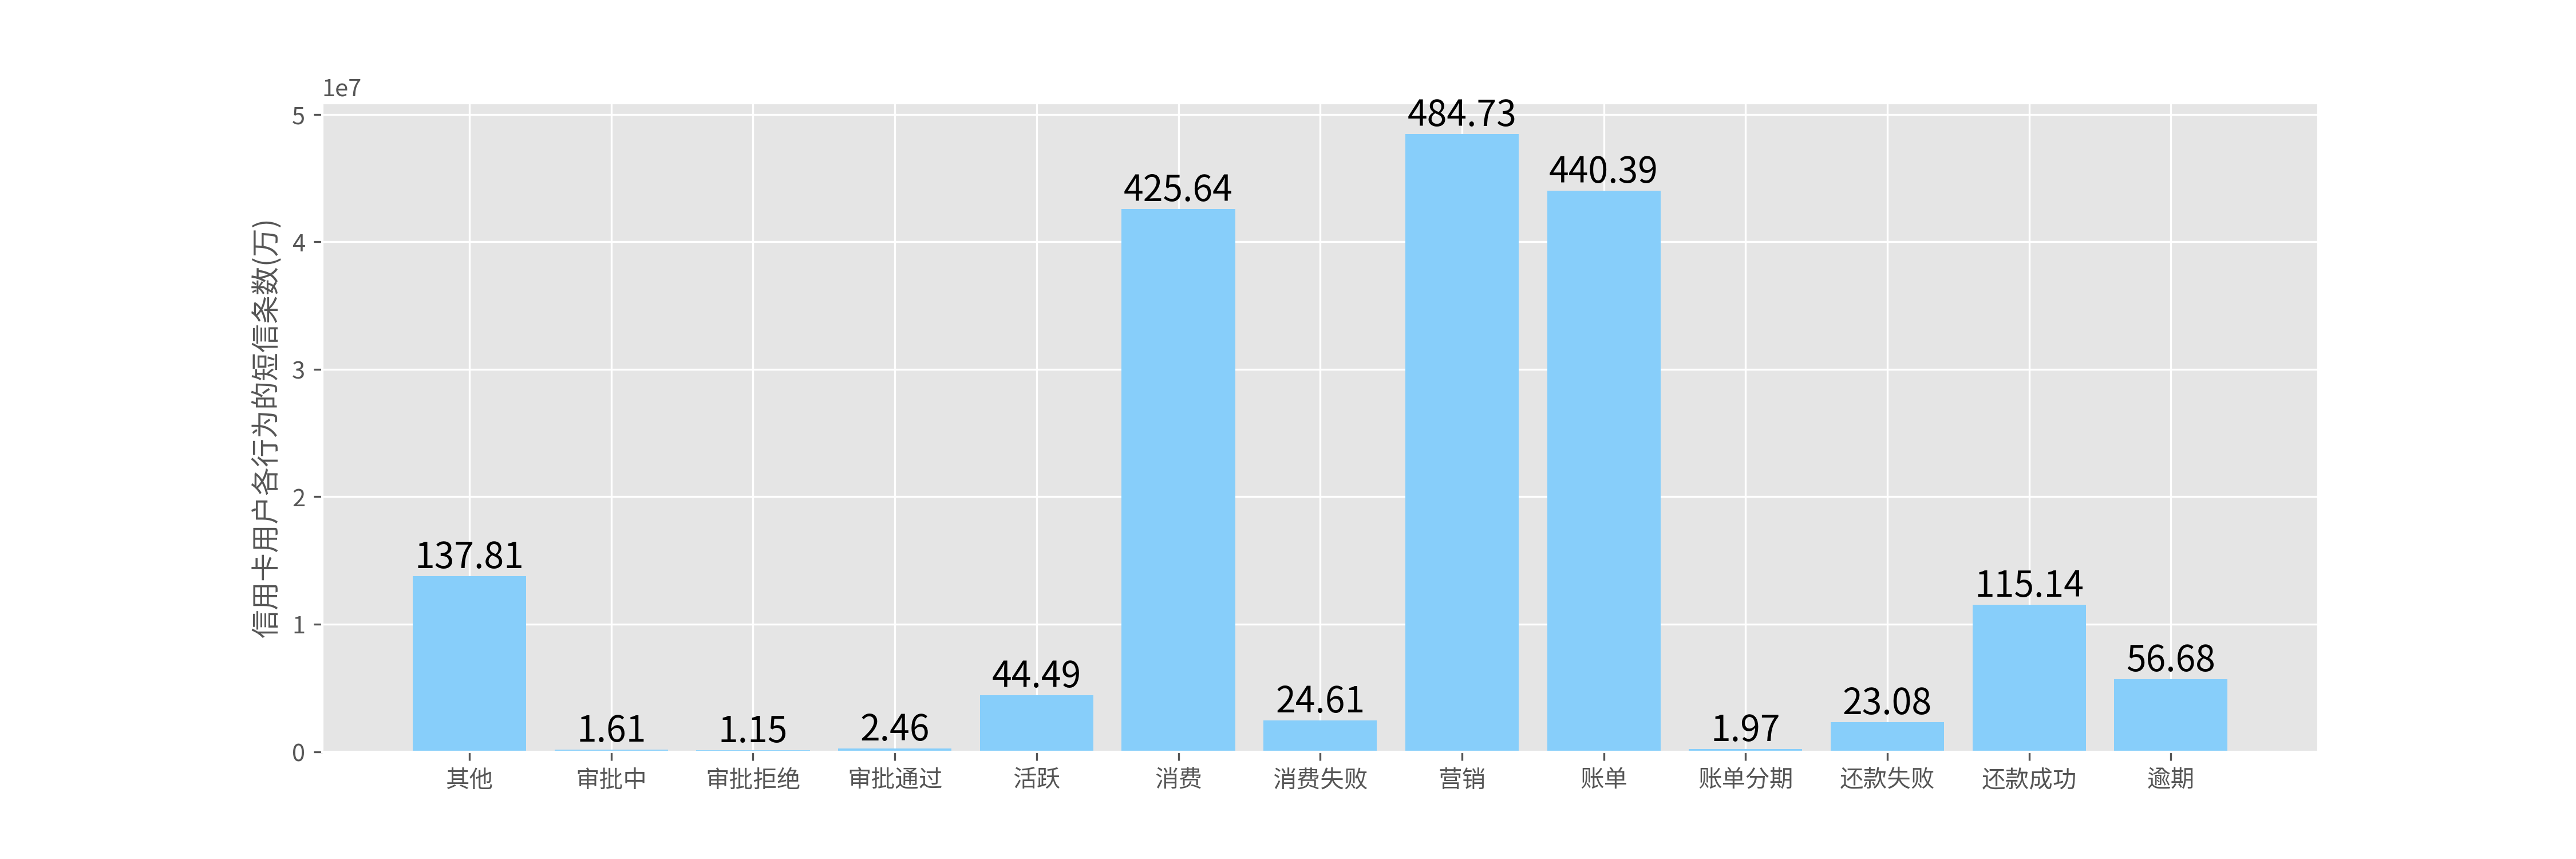 1e7
5
4
3
2
1
0
信用卡用户各行为的短信条数(万)
137.81
1.61
1.15
2.46
44.49
425.64
24.61
484.73
440.39
1.97
23.08
115.14
56.68
其他
审批中
审批拒绝
审批通过
活跃
消费
消费失败
营销
账单
账单分期
还款失败
还款成功
逾期